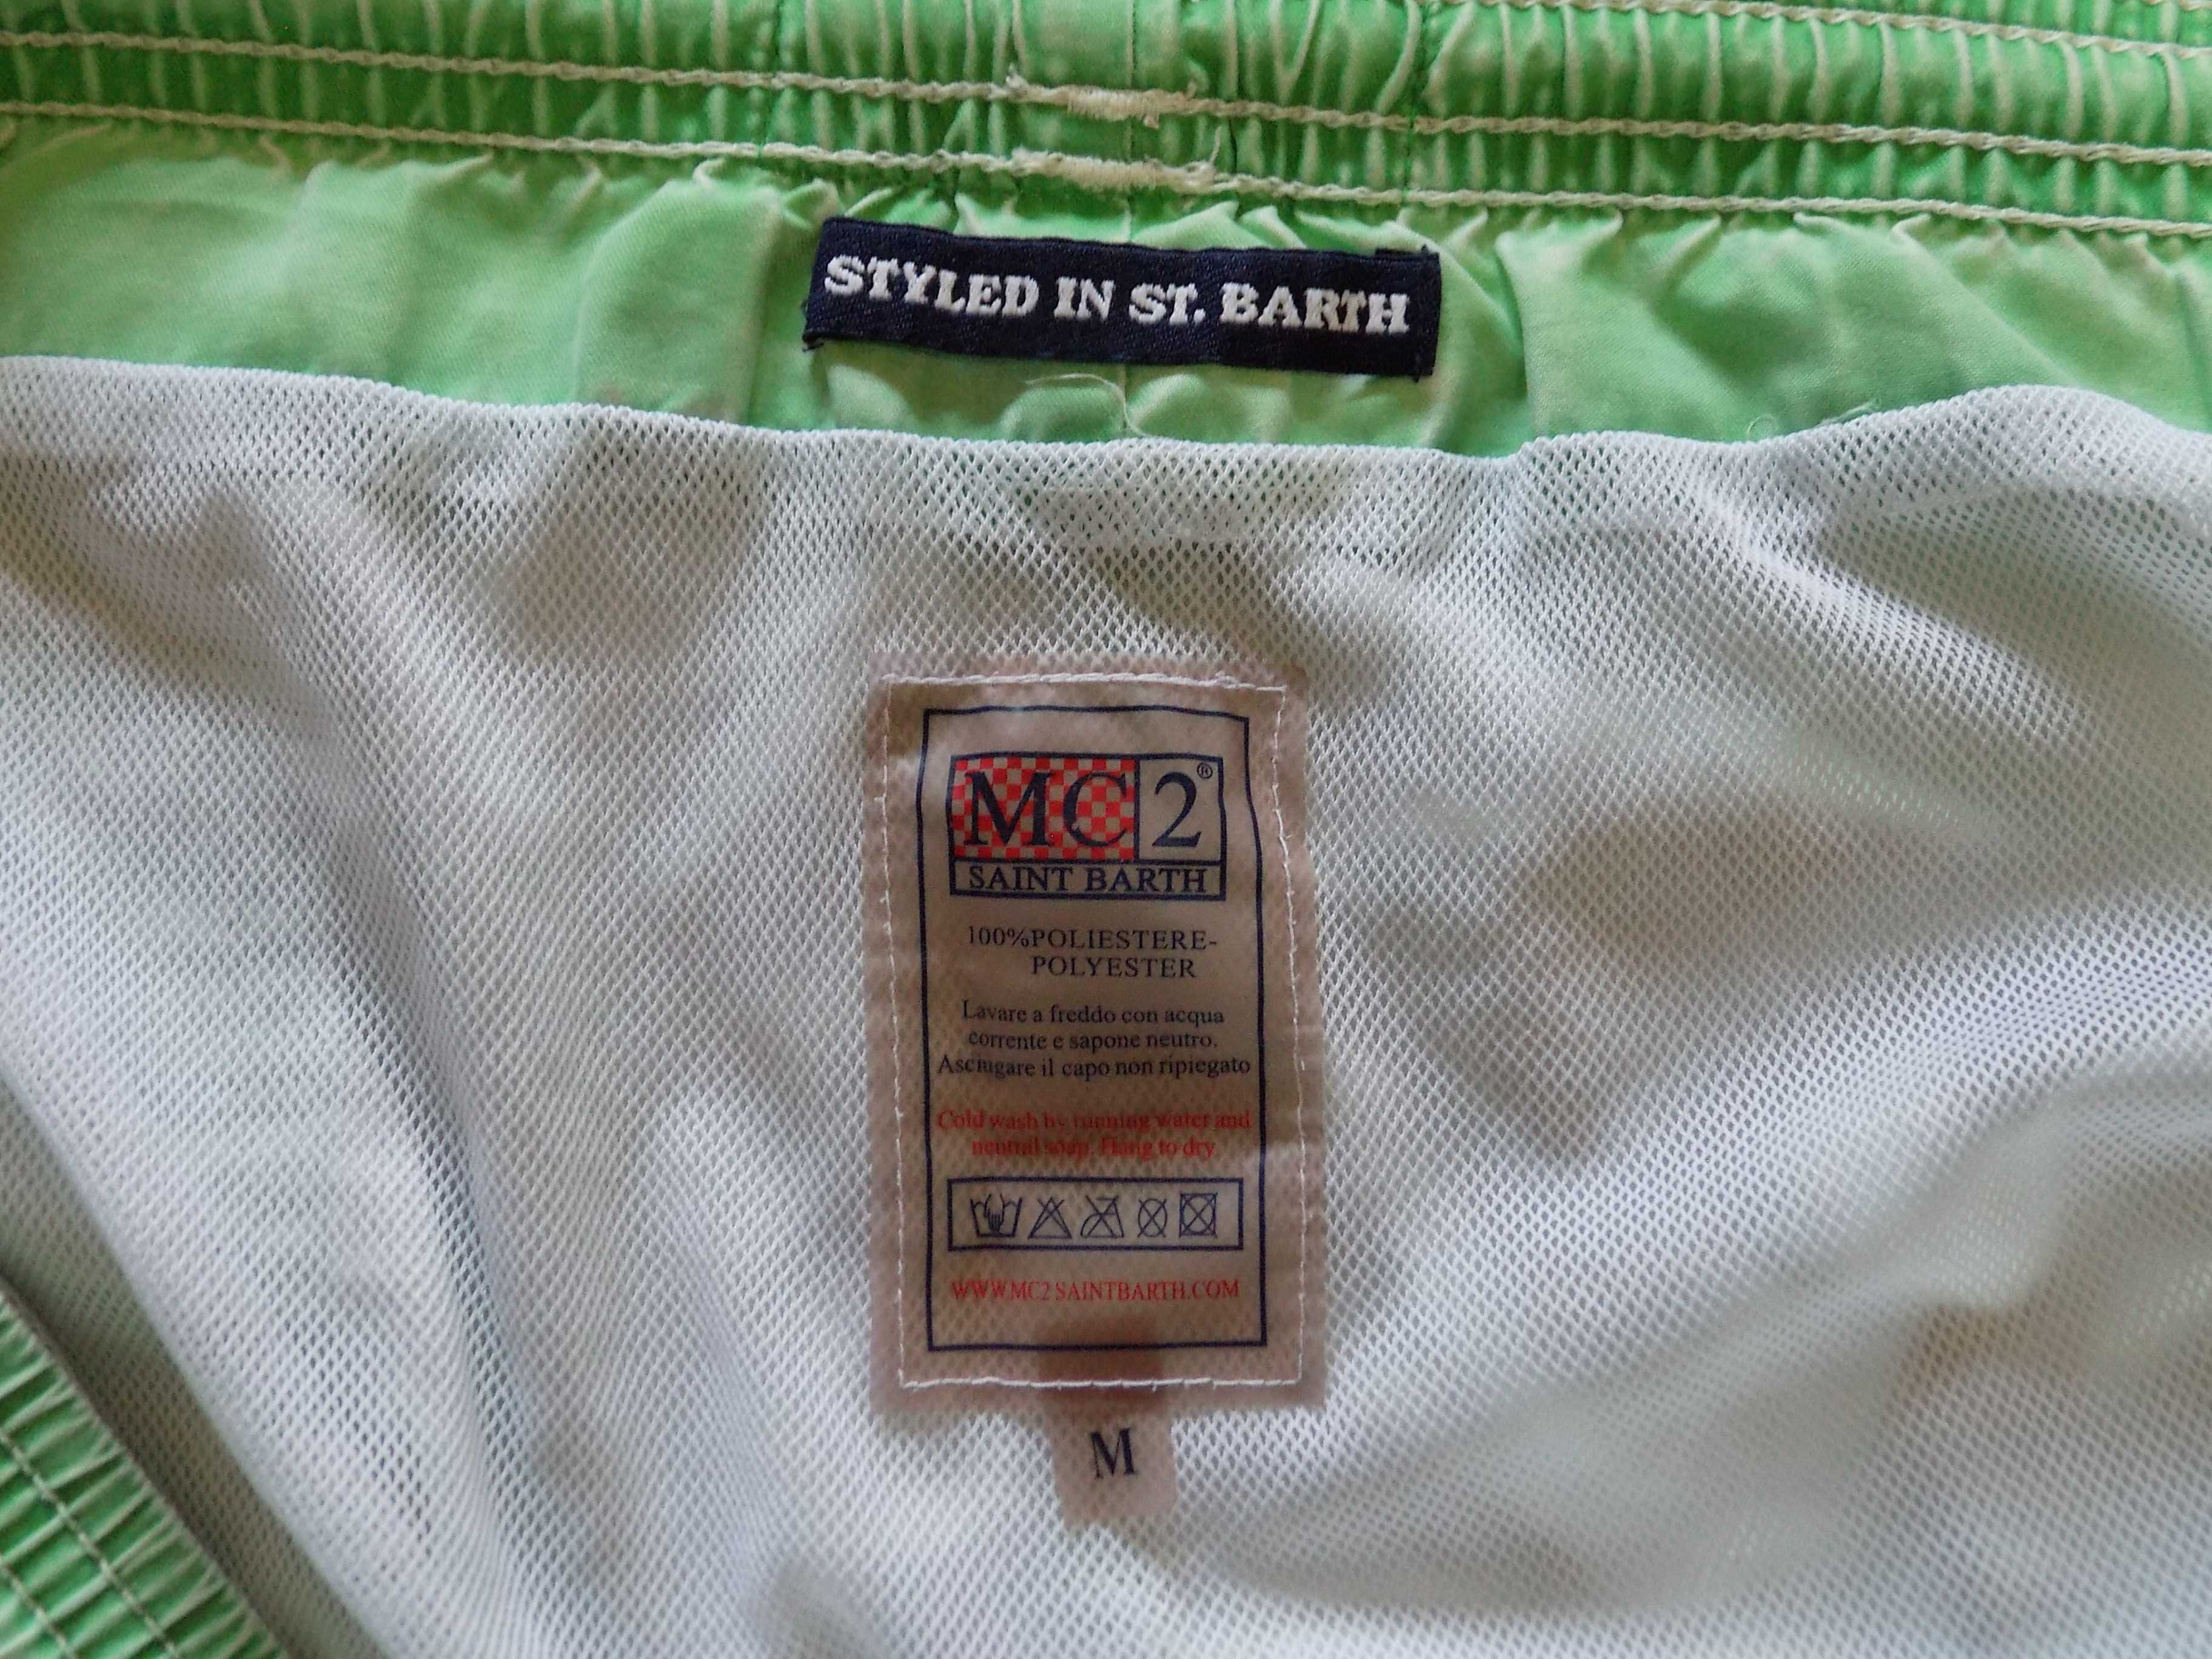 STYLED IN ST. BARTH
MC2®
SAINT BARTH
100%POLIESTERE-
POLYESTER
Lavare a freddo con acqua
corrente e sapone neutro.
Asciugare il capo non ripiegato
Cold wash by running water and
neutral soap. Hang to dry.
WWW.MC2SAINTBARTH.COM
M